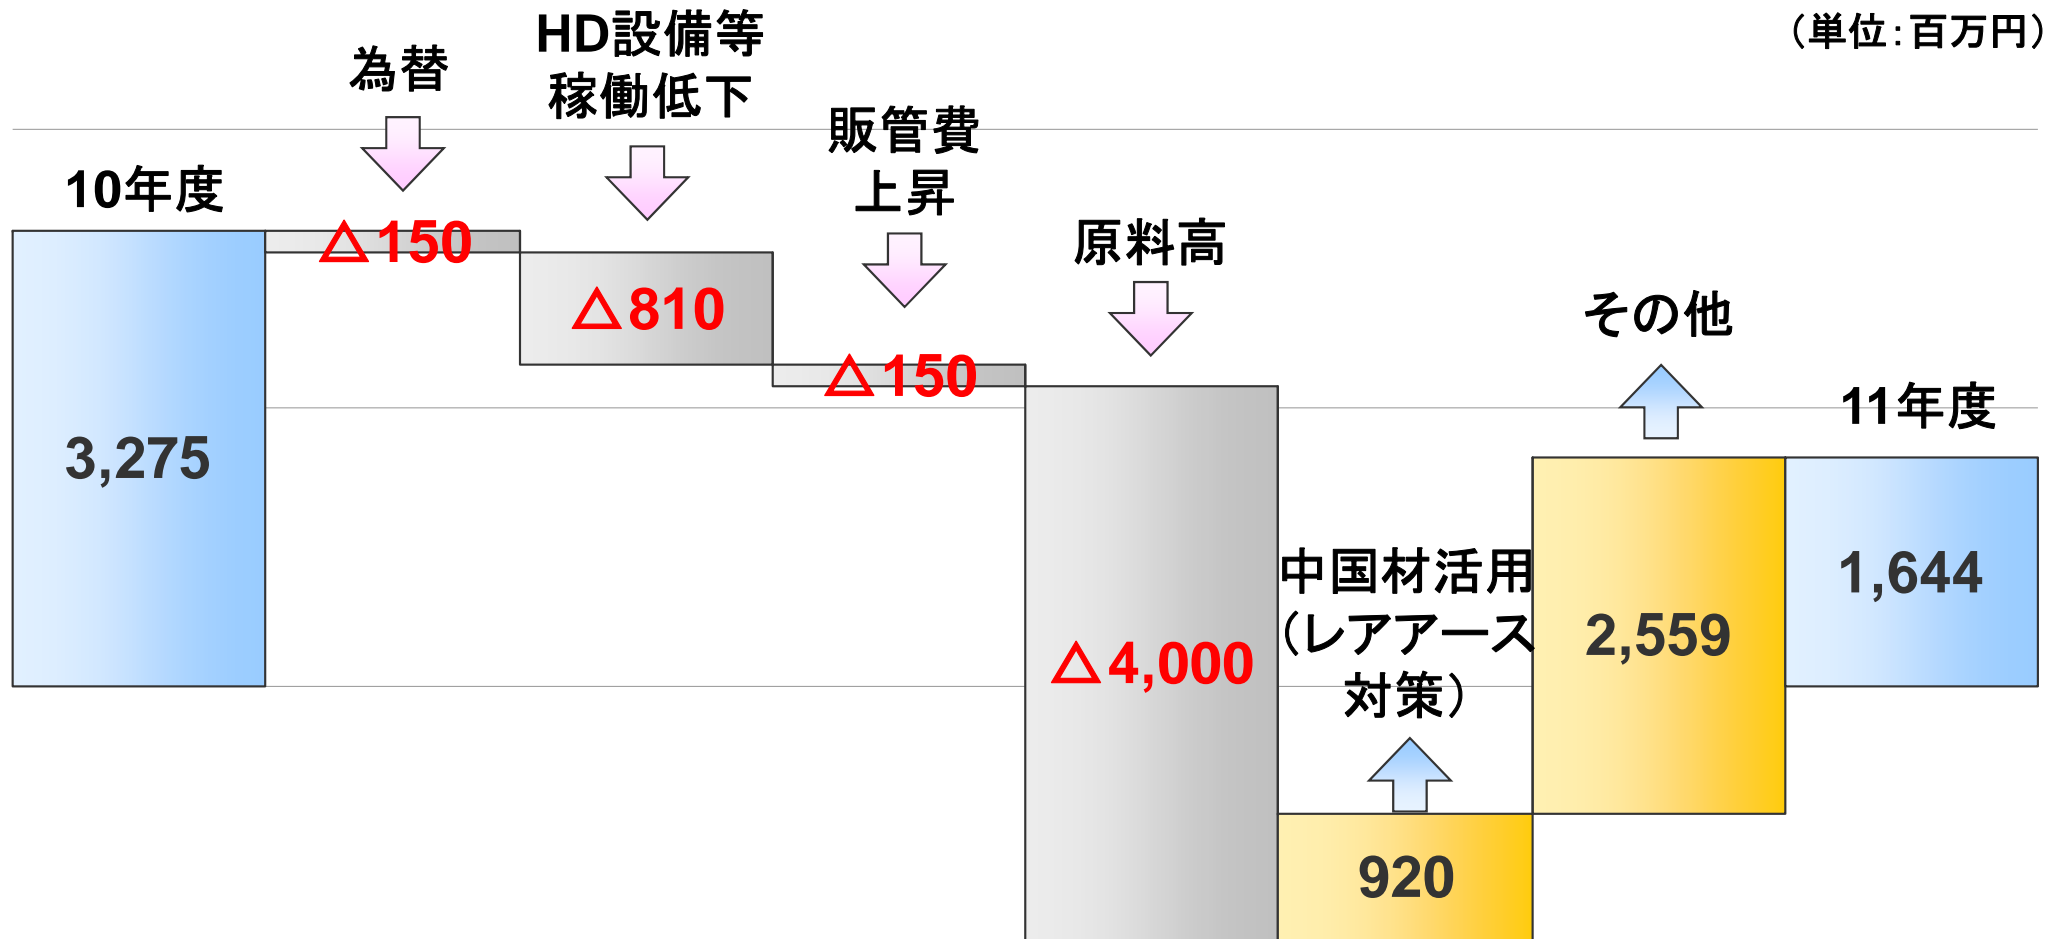 （単位：百万円）
10年度
3,275
為替
△150
HD設備等
稼働低下
△810
販管費
上昇
△150
原料高
△4,000
中国材活用
（レアアース
対策）
920
その他
2,559
11年度
1,644